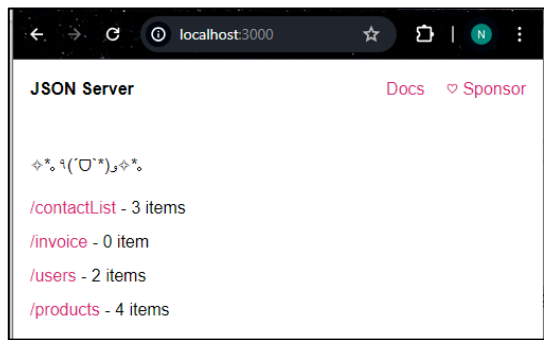 localhost:3000
N
JSON Server
Docs ♡ Sponsor
✧*｡٩(ˊᗜˋ*)و✧*｡
/contactList - 3 items
/invoice - 0 item
/users - 2 items
/products - 4 items